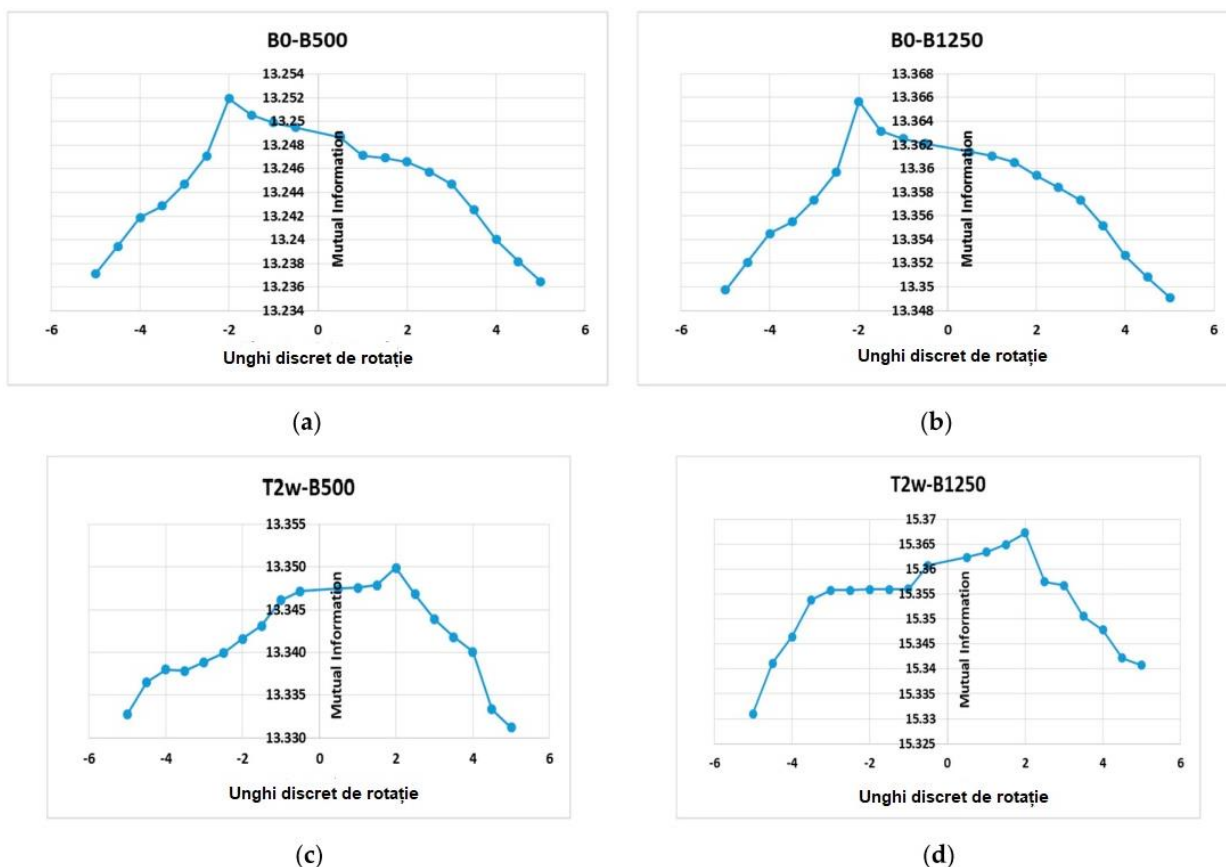 B0-B500
13.254
13.252
13.25
13.248
13.246
13.244
13.242
13.24
13.238
13.236
13.234
Mutual Information
-6 -4 -2 0 2 4 6
Unghi discret de rotație
(a)
B0-B1250
13.368
13.366
13.364
13.362
13.36
13.358
13.356
13.354
13.352
13.35
13.348
Mutual Information
-6 -4 -2 0 2 4 6
Unghi discret de rotație
(b)
T2w-B500
13.355
13.350
13.345
13.340
13.335
13.330
Mutual Information
-6 -4 -2 0 2 4 6
Unghi discret de rotație
(c)
T2w-B1250
15.37
15.365
15.36
15.355
15.35
15.345
15.34
15.335
15.33
15.325
Mutual Information
-6 -4 -2 0 2 4 6
Unghi discret de rotație
(d)